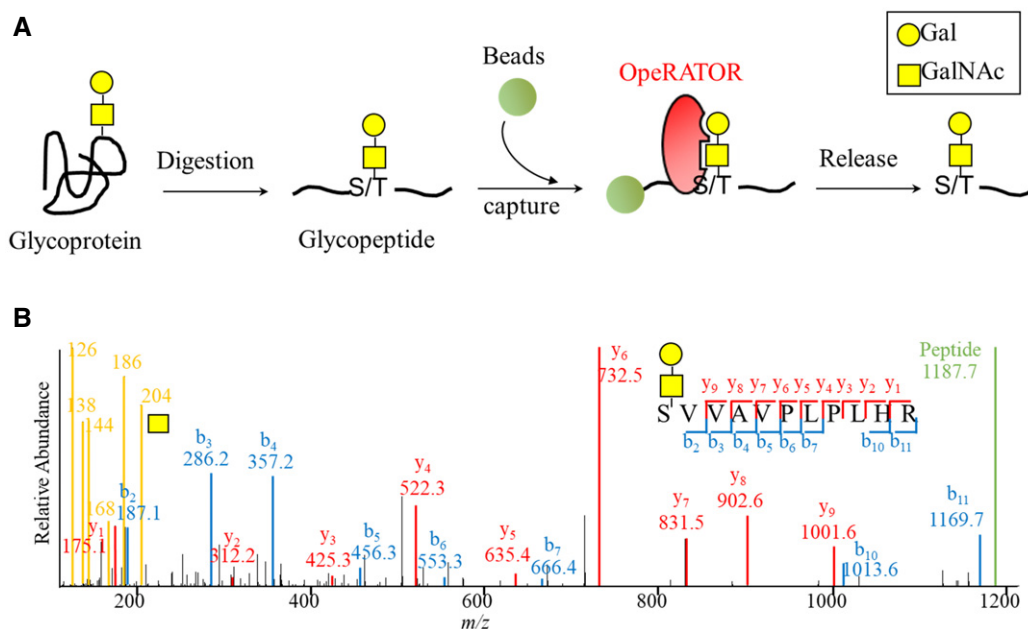 A
Gal
GalNAc
Beads
OpeRATOR
Digestion
capture
Release
S/T
S/T
S/T
Glycoprotein
Glycopeptide
B
Relative Abundance
126
138
144
168
186
204
y1
175.1
b2
187.1
b3
286.2
y2
312.2
b4
357.2
y3
425.3
b5
456.3
y4
522.3
b6
553.3
y5
635.4
b7
666.4
y6
732.5
y7
831.5
y8
902.6
y9
1001.6
b10
1013.6
b11
1169.7
Peptide
1187.7
y9 y8 y7 y6 y5 y4 y3 y2 y1
S V V A V P L P L H R
b2 b3 b4 b5 b6 b7 b10 b11
200 400 600 800 1000 1200
m/z